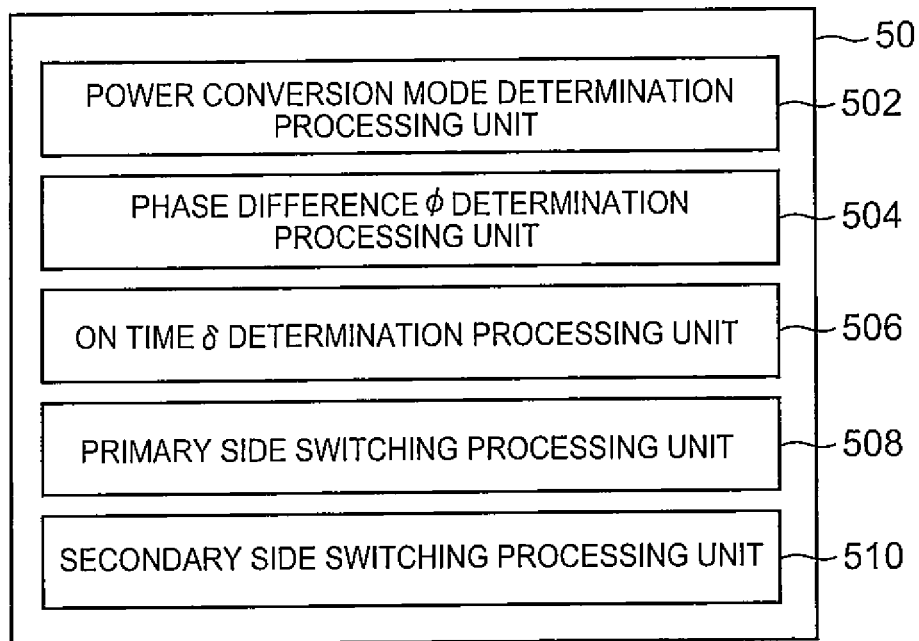 50
POWER CONVERSION MODE DETERMINATION
PROCESSING UNIT
502
PHASE DIFFERENCE ϕ DETERMINATION
PROCESSING UNIT
504
ON TIME δ DETERMINATION PROCESSING UNIT
506
PRIMARY SIDE SWITCHING PROCESSING UNIT
508
SECONDARY SIDE SWITCHING PROCESSING UNIT
510